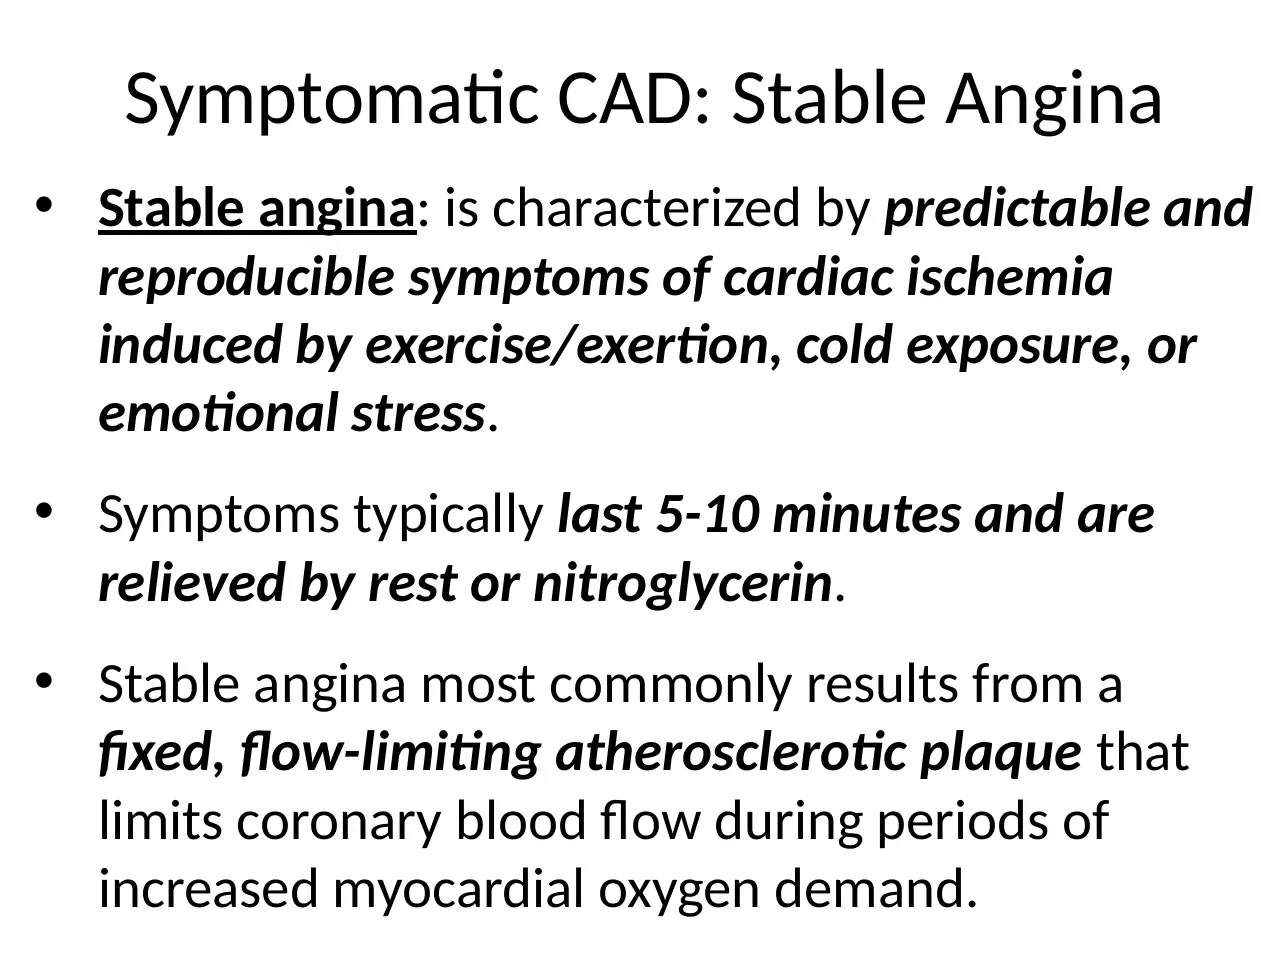 Symptomatic CAD: Stable Angina
• Stable angina: is characterized by predictable and
reproducible symptoms of cardiac ischemia
induced by exercise/exertion, cold exposure, or
emotional stress.
• Symptoms typically last 5-10 minutes and are
relieved by rest or nitroglycerin.
• Stable angina most commonly results from a
fixed, flow-limiting atherosclerotic plaque that
limits coronary blood flow during periods of
increased myocardial oxygen demand.